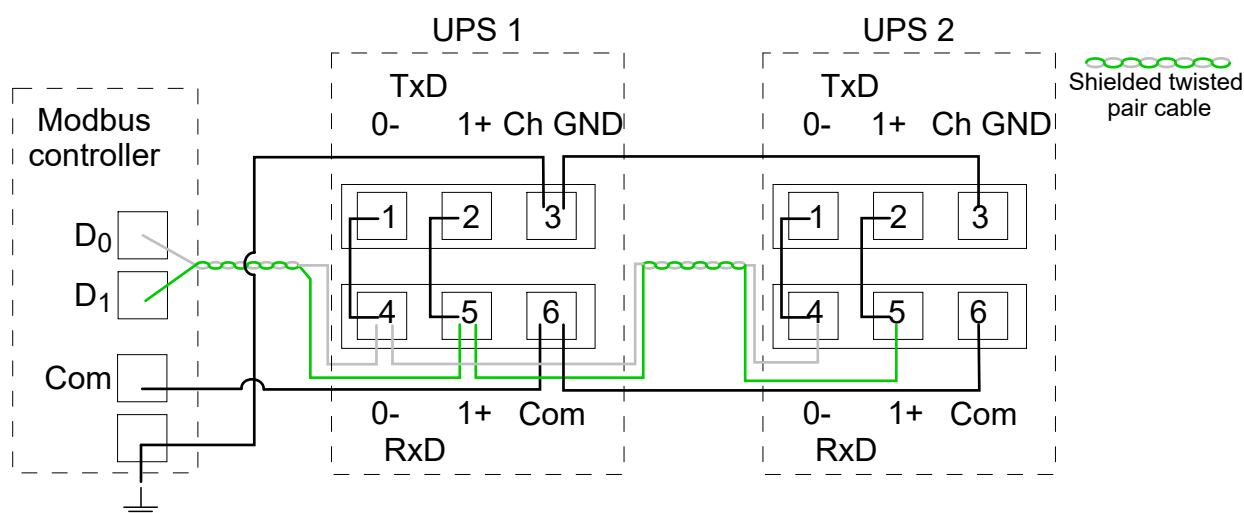 UPS 1
UPS 2
Shielded twisted
pair cable
Modbus
controller
D0
D1
Com
TxD
0- 1+ Ch GND
1 2 3
4 5 6
0- 1+ Com
RxD
TxD
0- 1+ Ch GND
1 2 3
4 5 6
0- 1+ Com
RxD